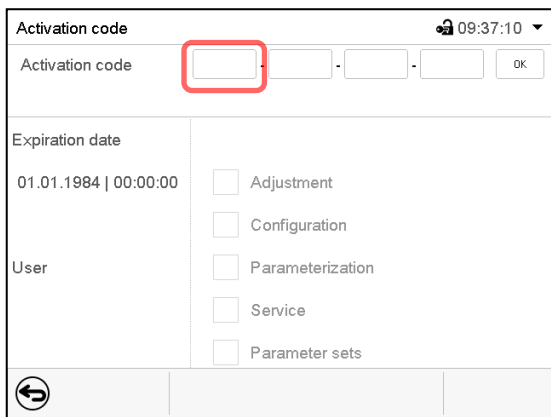 Activation code 09:37:10
Activation code - - - OK
Expiration date
01.01.1984 | 00:00:00 Adjustment
Configuration
User Parameterization
Service
Parameter sets